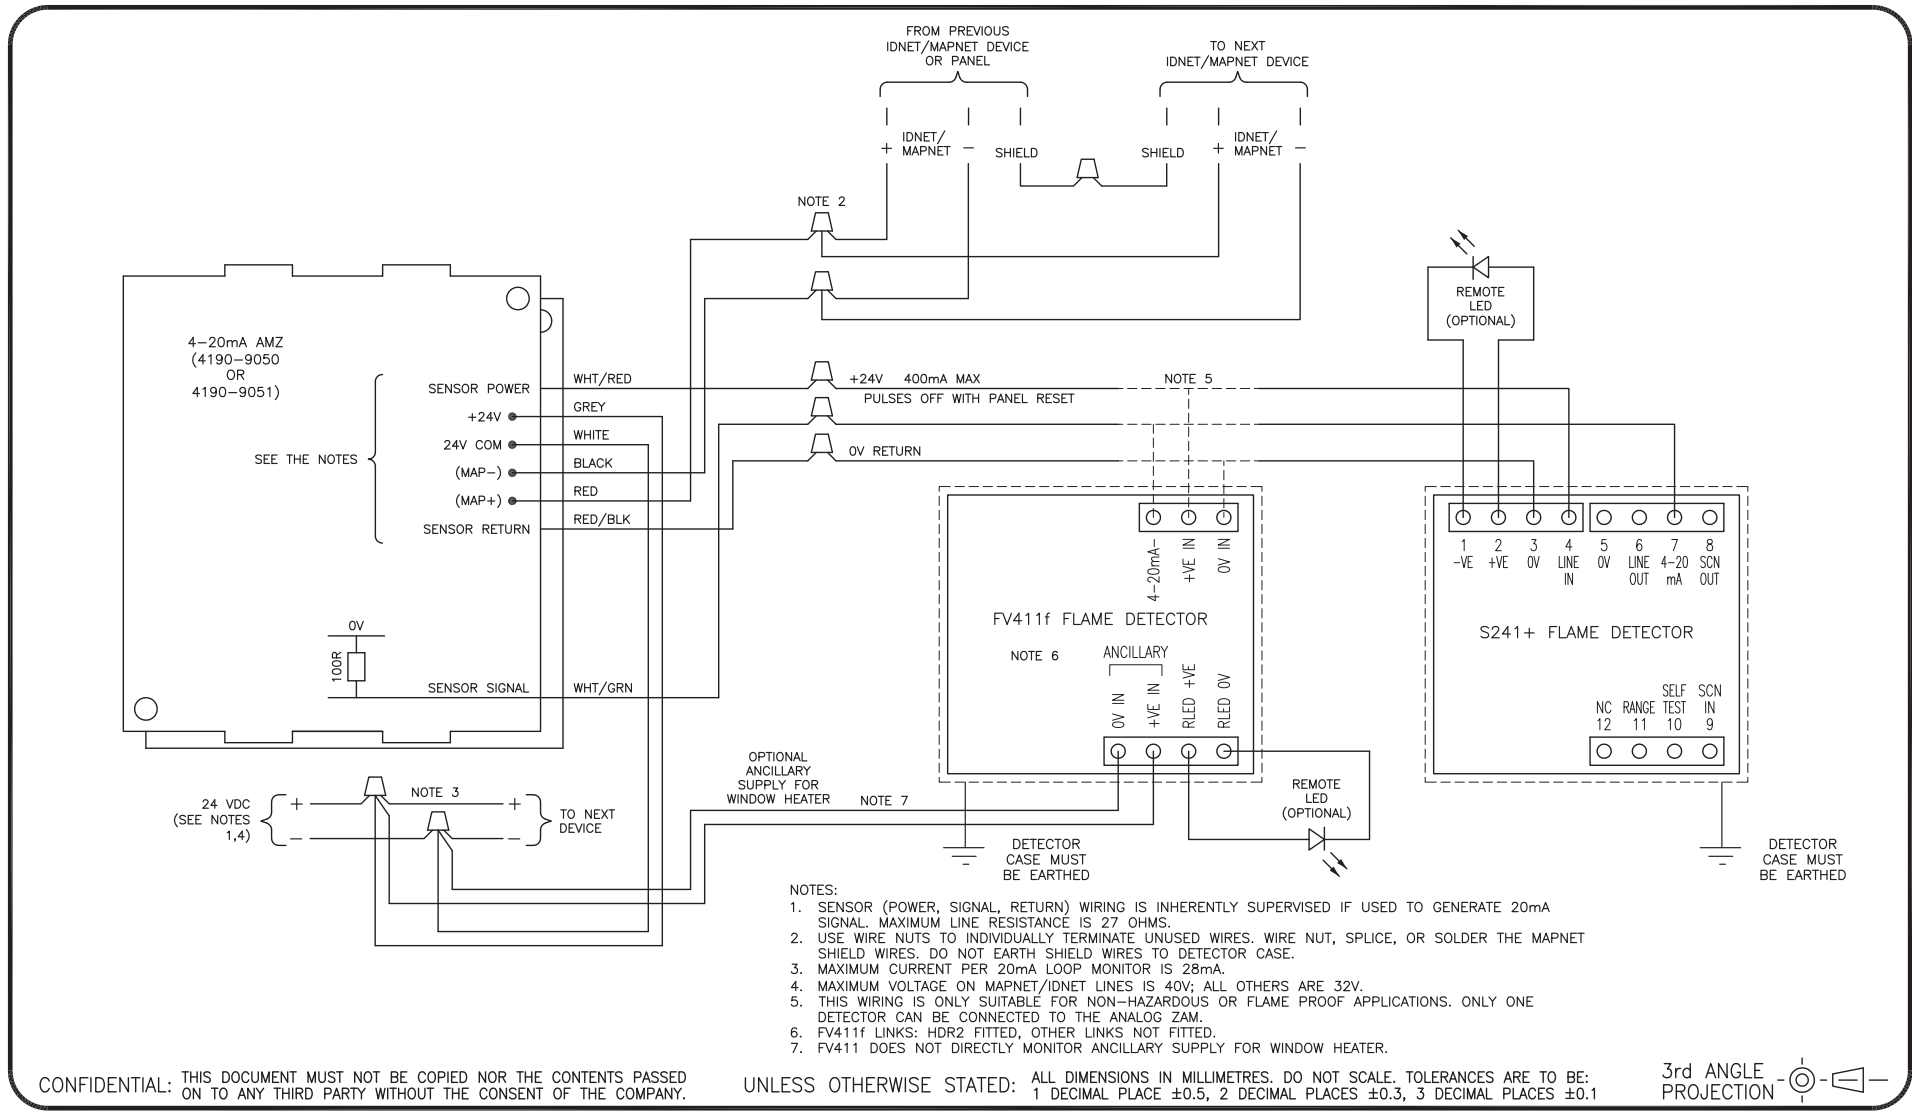 FROM PREVIOUS
IDNET/MAPNET DEVICE
OR PANEL
TO NEXT
IDNET/MAPNET DEVICE
+ IDNET/
MAPNET −
SHIELD
SHIELD
+ IDNET/
MAPNET −
NOTE 2
REMOTE
LED
(OPTIONAL)
4−20mA AMZ
(4190−9050
OR
4190−9051)
SEE THE NOTES
SENSOR POWER
+24V
24V COM
(MAP−)
(MAP+)
SENSOR RETURN
WHT/RED
GREY
WHITE
BLACK
RED
RED/BLK
+24V 400mA MAX
PULSES OFF WITH PANEL RESET
NOTE 5
0V RETURN
0V
100R
SENSOR SIGNAL
WHT/GRN
4−20mA−
+VE IN
0V IN
FV411f FLAME DETECTOR
NOTE 6
ANCILLARY
0V IN
+VE IN
RLED +VE
RLED 0V
1 2 3 4 5 6 7 8
−VE +VE 0V LINE 0V LINE 4−20 SCN
IN OUT mA OUT
S241+ FLAME DETECTOR
SELF SCN
NC RANGE TEST IN
12 11 10 9
OPTIONAL
ANCILLARY
SUPPLY FOR
WINDOW HEATER
NOTE 7
REMOTE
LED
(OPTIONAL)
24 VDC
(SEE NOTES
1,4)
+
−
NOTE 3
+
−
TO NEXT
DEVICE
DETECTOR
CASE MUST
BE EARTHED
DETECTOR
CASE MUST
BE EARTHED
NOTES:
1. SENSOR (POWER, SIGNAL, RETURN) WIRING IS INHERENTLY SUPERVISED IF USED TO GENERATE 20mA
SIGNAL. MAXIMUM LINE RESISTANCE IS 27 OHMS.
2. USE WIRE NUTS TO INDIVIDUALLY TERMINATE UNUSED WIRES. WIRE NUT, SPLICE, OR SOLDER THE MAPNET
SHIELD WIRES. DO NOT EARTH SHIELD WIRES TO DETECTOR CASE.
3. MAXIMUM CURRENT PER 20mA LOOP MONITOR IS 28mA.
4. MAXIMUM VOLTAGE ON MAPNET/IDNET LINES IS 40V; ALL OTHERS ARE 32V.
5. THIS WIRING IS ONLY SUITABLE FOR NON−HAZARDOUS OR FLAME PROOF APPLICATIONS. ONLY ONE
DETECTOR CAN BE CONNECTED TO THE ANALOG ZAM.
6. FV411f LINKS: HDR2 FITTED, OTHER LINKS NOT FITTED.
7. FV411 DOES NOT DIRECTLY MONITOR ANCILLARY SUPPLY FOR WINDOW HEATER.
CONFIDENTIAL: THIS DOCUMENT MUST NOT BE COPIED NOR THE CONTENTS PASSED
ON TO ANY THIRD PARTY WITHOUT THE CONSENT OF THE COMPANY.
UNLESS OTHERWISE STATED: ALL DIMENSIONS IN MILLIMETRES. DO NOT SCALE. TOLERANCES ARE TO BE:
1 DECIMAL PLACE ±0.5, 2 DECIMAL PLACES ±0.3, 3 DECIMAL PLACES ±0.1
3rd ANGLE
PROJECTION